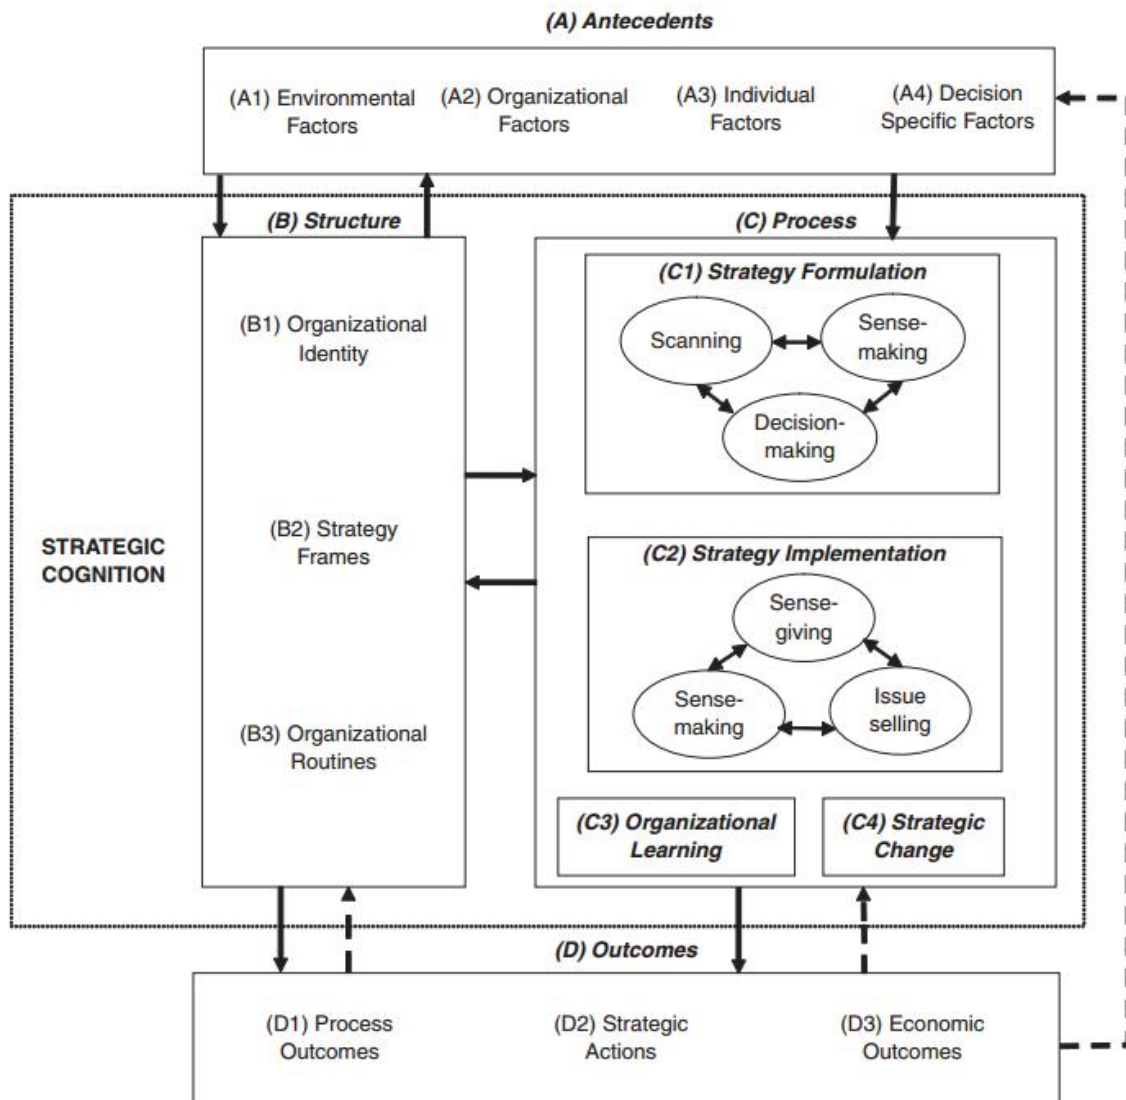 (A) Antecedents
(A1) Environmental
Factors
(A2) Organizational
Factors
(A3) Individual
Factors
(A4) Decision
Specific Factors
(B) Structure
(C) Process
(B1) Organizational
Identity
(B2) Strategy
Frames
(B3) Organizational
Routines
STRATEGIC
COGNITION
(C1) Strategy Formulation
Scanning
Sense-
making
Decision-
making
(C2) Strategy Implementation
Sense-
giving
Sense-
making
Issue
selling
(C3) Organizational
Learning
(C4) Strategic
Change
(D) Outcomes
(D1) Process
Outcomes
(D2) Strategic
Actions
(D3) Economic
Outcomes